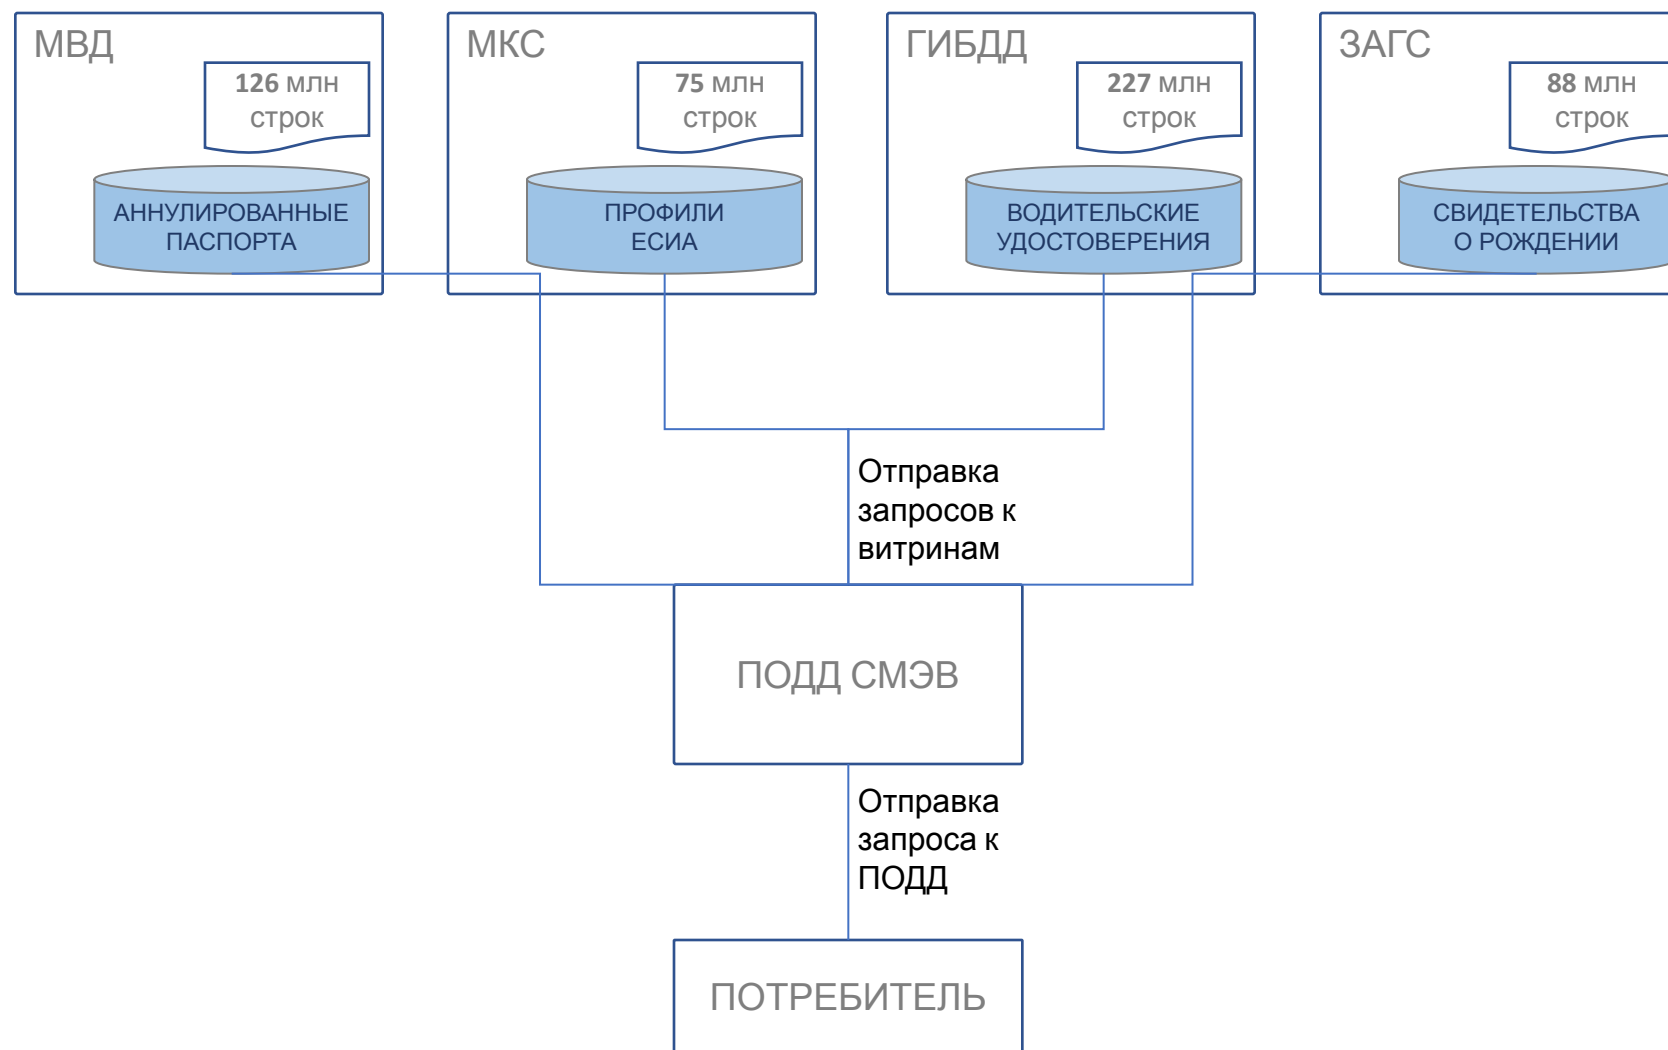 МВД
126 млн
строк
АННУЛИРОВАННЫЕ
ПАСПОРТА
МКС
75 млн
строк
ПРОФИЛИ
ЕСИА
ГИБДД
227 млн
строк
ВОДИТЕЛЬСКИЕ
УДОСТОВЕРЕНИЯ
ЗАГС
88 млн
строк
СВИДЕТЕЛЬСТВА
О РОЖДЕНИИ
Отправка
запросов к
витринам
ПОДД СМЭВ
Отправка
запроса к
ПОДД
ПОТРЕБИТЕЛЬ